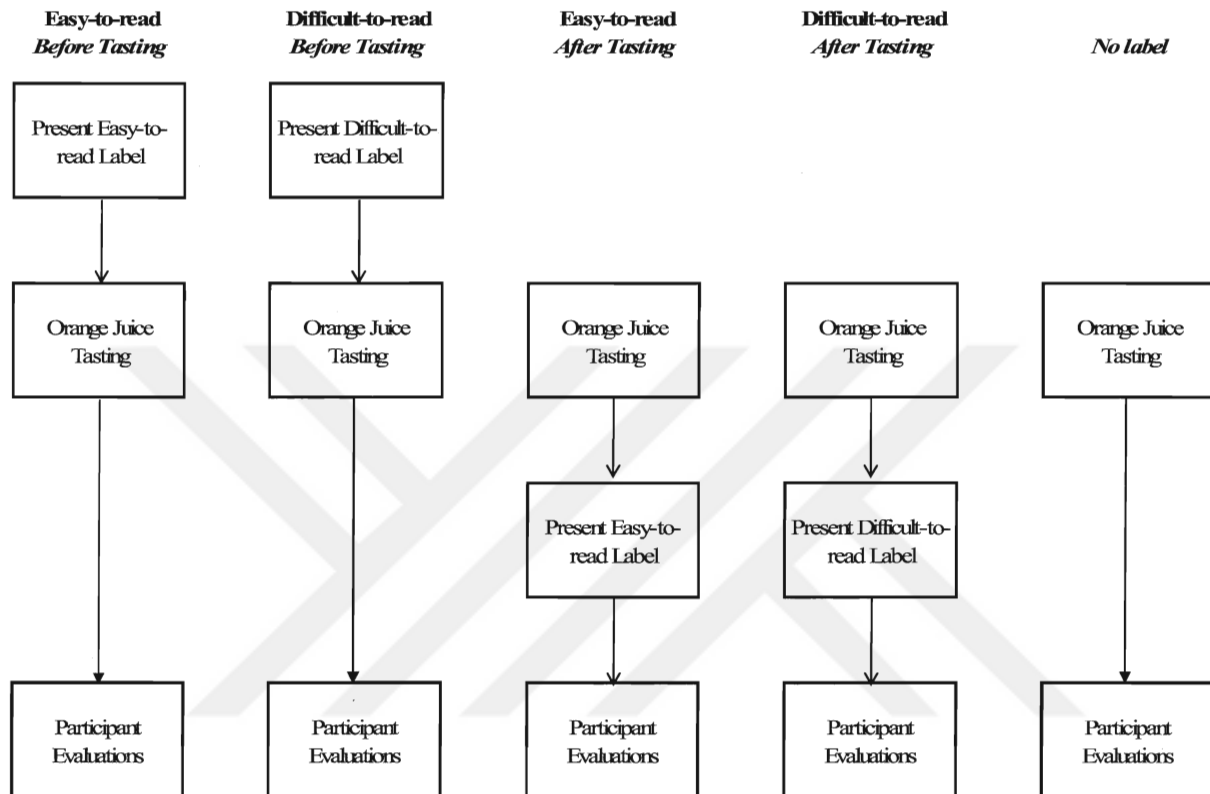 Easy-to-read
Before Tasting
Difficult-to-read
Before Tasting
Easy-to-read
After Tasting
Difficult-to-read
After Tasting
No label
Present Easy-to-
read Label
Present Difficult-to-
read Label
Orange Juice
Tasting
Orange Juice
Tasting
Orange Juice
Tasting
Orange Juice
Tasting
Orange Juice
Tasting
Present Easy-to-
read Label
Present Difficult-to-
read Label
Participant
Evaluations
Participant
Evaluations
Participant
Evaluations
Participant
Evaluations
Participant
Evaluations